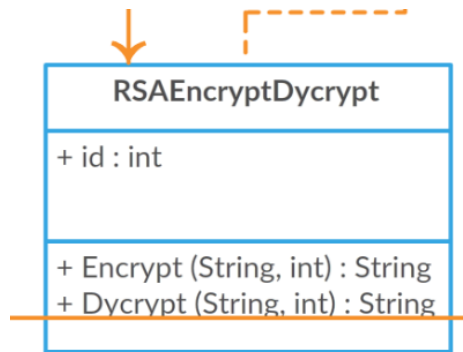 RSAEncryptDycrypt
+ id : int
+ Encrypt (String, int) : String
+ Dycrypt (String, int) : String